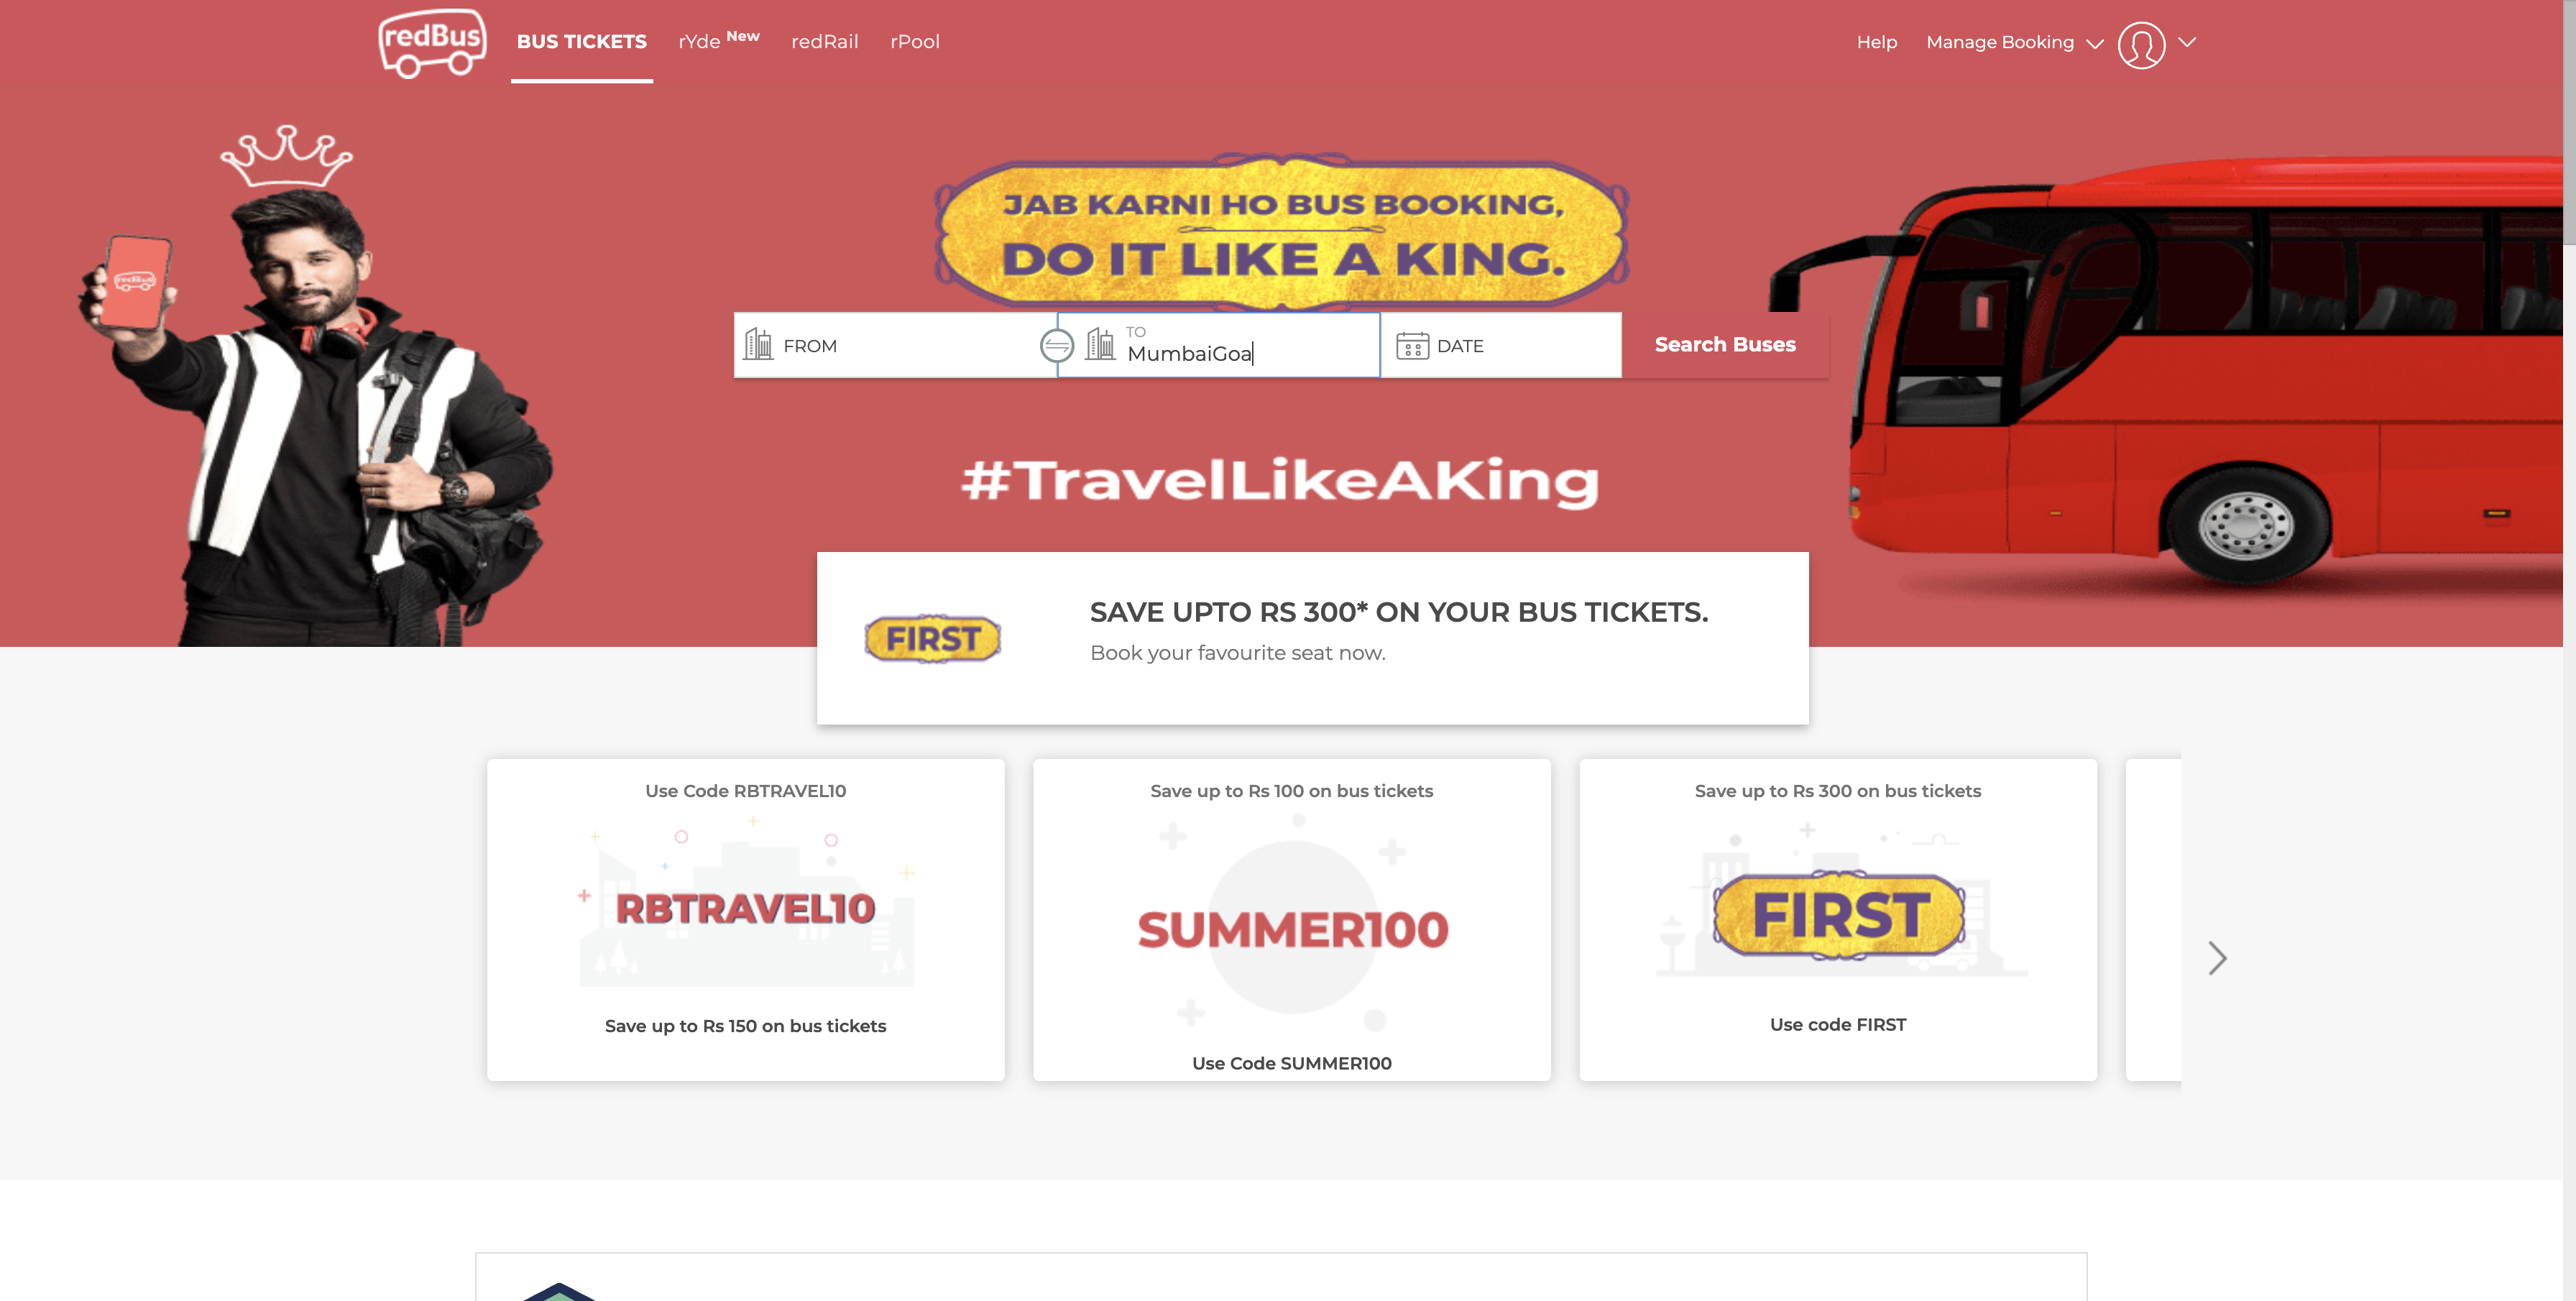 redBus
BUS TICKETS
rYde New
redRail
rPool
Help
Manage Booking
redBus
JAB KARNI HO BUS BOOKING,
DO IT LIKE A KING.
FROM
TO
MumbaiGoa
DATE
Search Buses
#TravelLikeAKing
FIRST
SAVE UPTO RS 300* ON YOUR BUS TICKETS.
Book your favourite seat now.
Use Code RBTRAVEL10
RBTRAVEL10
Save up to Rs 150 on bus tickets
Save up to Rs 100 on bus tickets
SUMMER100
Use Code SUMMER100
Save up to Rs 300 on bus tickets
FIRST
Use code FIRST